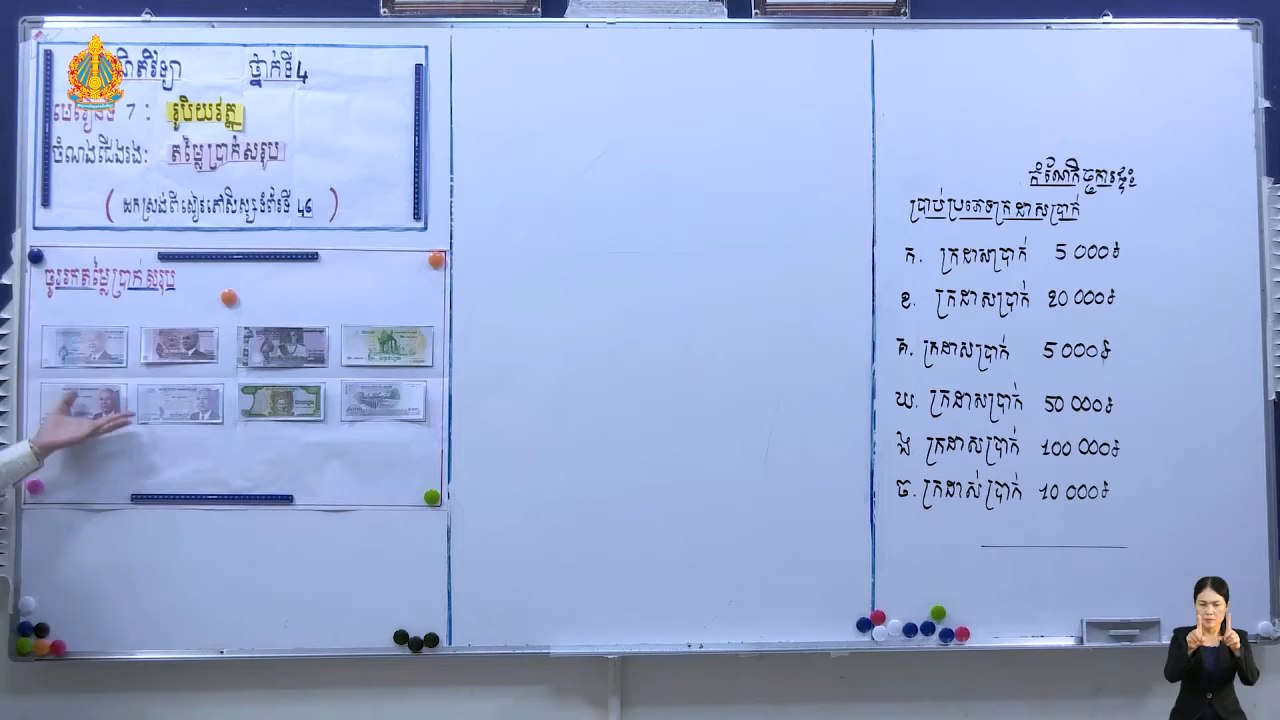 គណិតវិទ្យា ថ្នាក់ទី4
មេរៀនទី 7 : រូបិយវត្ថុ
ចំណងជើងរង: តម្លៃប្រាក់សរុប
(ដកស្រង់ពីសៀវភៅសិស្សទំព័រទី 46 )
ចូររកតម្លៃប្រាក់សរុប
កំណែកិច្ចការផ្ទះ
ប្រាប់ប្រភេទក្រដាសប្រាក់
ក. ក្រដាសប្រាក់ 5 000៛
ខ. ក្រដាសប្រាក់ 20 000៛
គ. ក្រដាសប្រាក់ 5 000៛
ឃ. ក្រដាសប្រាក់ 50 000៛
ង ក្រដាសប្រាក់ 100 000៛
ច. ក្រដាស់ប្រាក់ 10 000៛